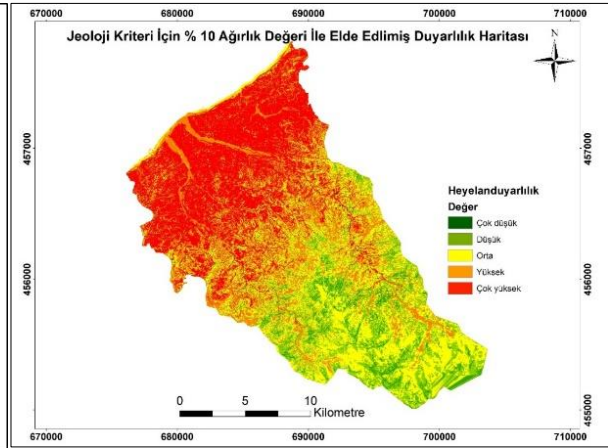 670000 680000 690000 700000 710000
Jeoloji Kriteri İçin % 10 Ağırlık Değeri İle Elde Edlimiş Duyarlılık Haritası
N
457000 457000
Heyelanduyarlılık
Değer
Çok düşük
Düşük
Orta
Yüksek
Çok yüksek
456000 456000
0 5 10
Kilometre
455000
670000 680000 690000 700000 710000